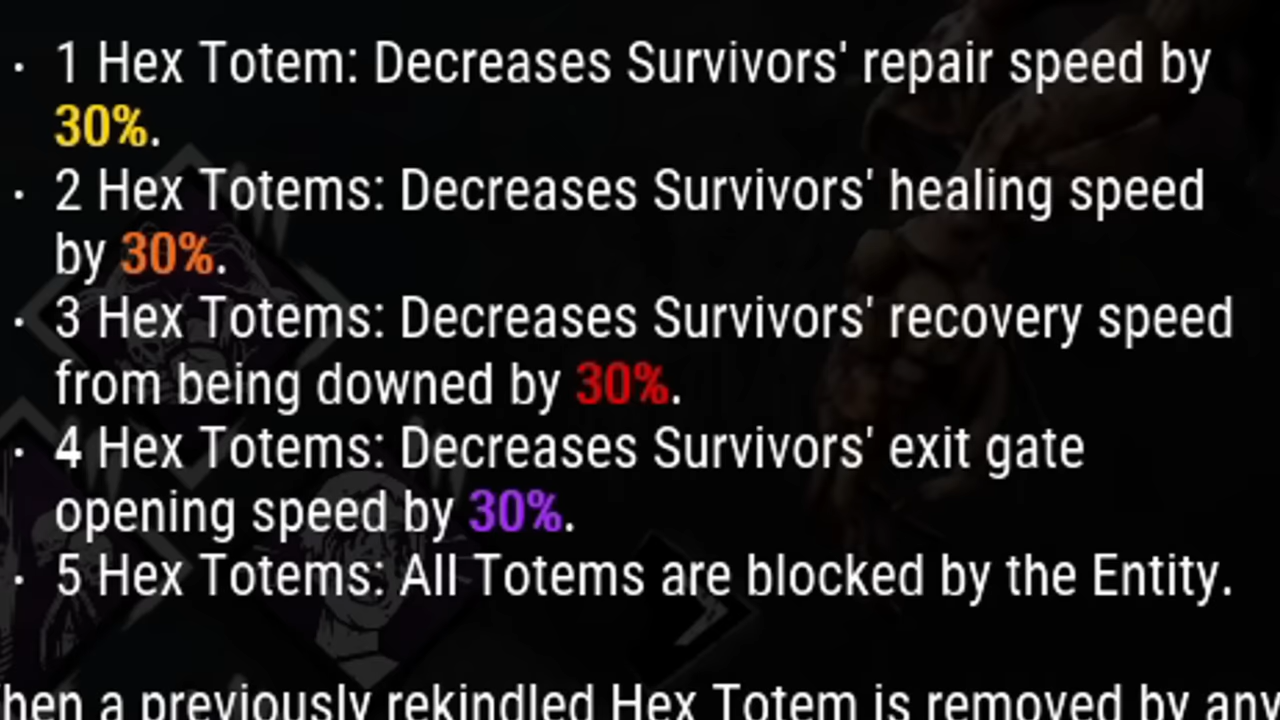 · 1 Hex Totem: Decreases Survivors' repair speed by
30%.
· 2 Hex Totems: Decreases Survivors' healing speed
by 30%.
· 3 Hex Totems: Decreases Survivors' recovery speed
from being downed by 30%.
· 4 Hex Totems: Decreases Survivors' exit gate
opening speed by 30%.
· 5 Hex Totems: All Totems are blocked by the Entity.
hen a previously rekindled Hex Totem is removed by any